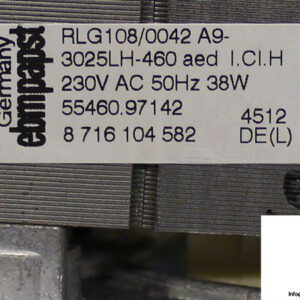 Germany
ebmpapst
RLG108/0042 A9-
3025LH-460 aed I.Cl.H
230V AC 50Hz 38W
55460.97142 4512
8 716 104 582 DE(L)